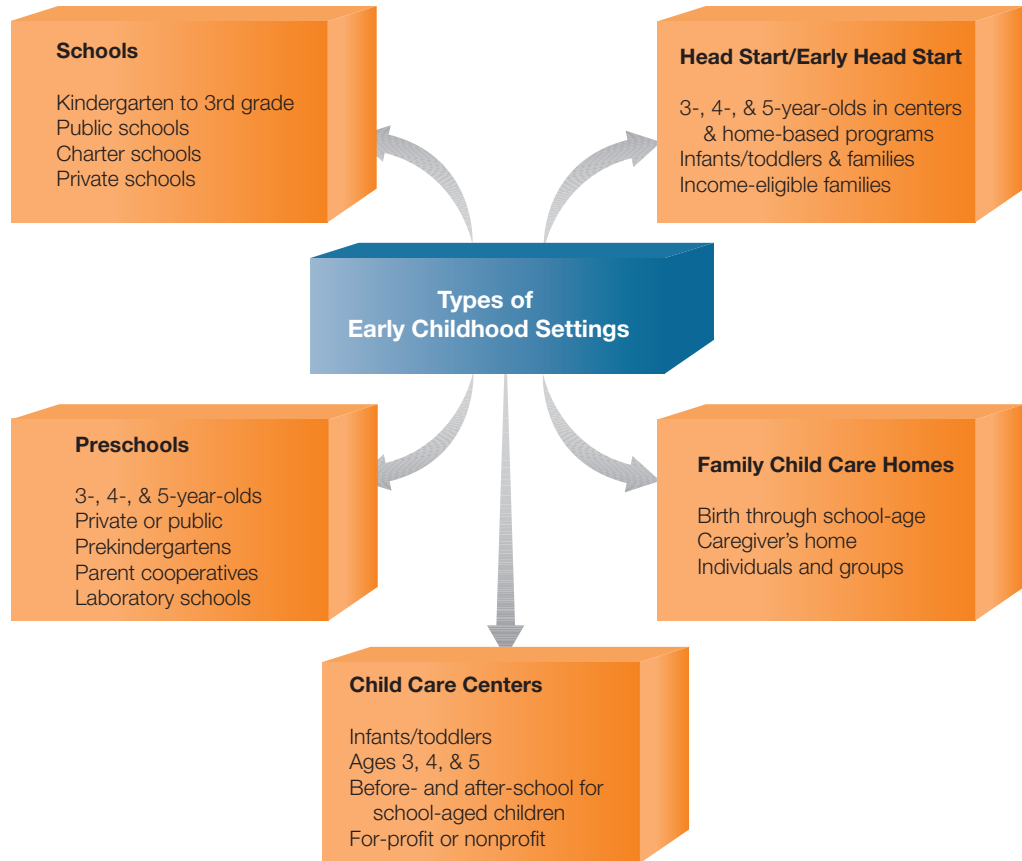 Schools
Kindergarten to 3rd grade
Public schools
Charter schools
Private schools
Head Start/Early Head Start
3-, 4-, & 5-year-olds in centers
& home-based programs
Infants/toddlers & families
Income-eligible families
Types of
Early Childhood Settings
Preschools
3-, 4-, & 5-year-olds
Private or public
Prekindergartens
Parent cooperatives
Laboratory schools
Family Child Care Homes
Birth through school-age
Caregiver’s home
Individuals and groups
Child Care Centers
Infants/toddlers
Ages 3, 4, & 5
Before- and after-school for
school-aged children
For-profit or nonprofit